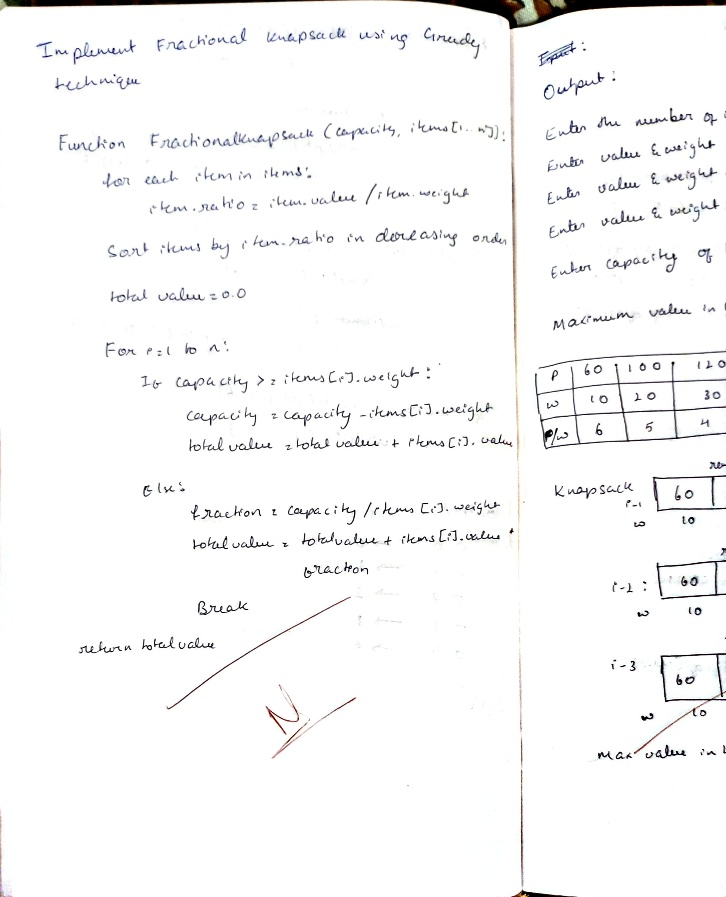 Implement Fractional Knapsack using Greedy
technique
Function Fractionalknapsack (capacity, items[1..n]):
for each item in items:
item.ratio = item.value / item.weight
Sort items by item.ratio in decreasing order
total value = 0.0
For i=1 to n:
If capacity >= items[i].weight:
capacity = capacity - items[i].weight
total value = total value + items[i].value
Else:
fraction = capacity / items[i].weight
total value = total value + items[i].value *
fraction
Break
return total value
N
Output:
Enter the number of
Enter value & weight
Enter value & weight
Enter value & weight
Enter capacity of
Maximum value in
P 60 100 120
w 10 20 30
P/w 6 5 4
Knapsack
i-1 60
w 10
i-2 : 60
w 10
i-3 60
w 10
Max value in